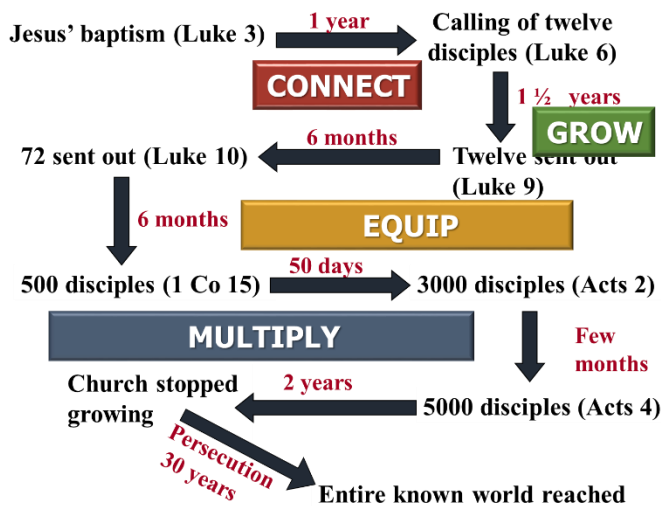 Jesus’ baptism (Luke 3)
1 year
Calling of twelve
disciples (Luke 6)
CONNECT
1 ½ years
GROW
72 sent out (Luke 10)
6 months
Twelve sent out
(Luke 9)
6 months
EQUIP
500 disciples (1 Co 15)
50 days
3000 disciples (Acts 2)
MULTIPLY
Few
months
Church stopped
growing
2 years
5000 disciples (Acts 4)
Persecution
30 years
Entire known world reached